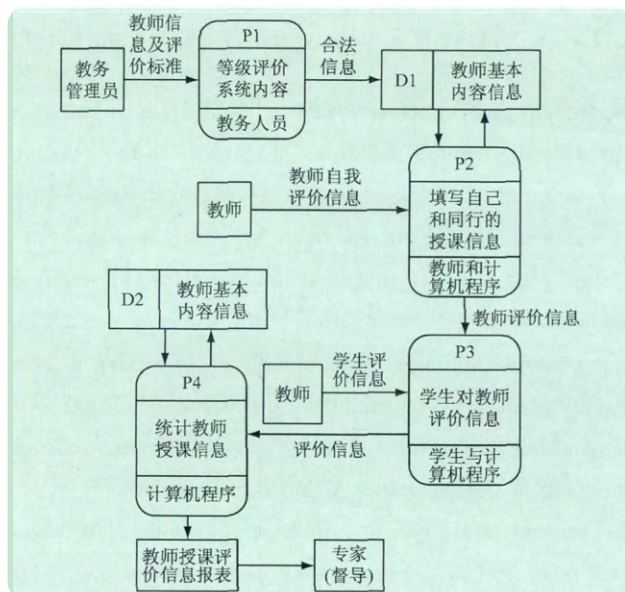 教务
管理员
教师信
息及评
价标准
P1
等级评价
系统内容
教务人员
合法
信息
D1
教师基本
内容信息
教师
教师自我
评价信息
P2
填写自己
和同行的
授课信息
教师和计
算机程序
教师评价信息
D2
教师基本
内容信息
教师
学生评
价信息
P3
学生对教师
评价信息
学生与计
算机程序
评价信息
P4
统计教师
授课信息
计算机程序
教师授课评
价信息报表
专家
(督导)